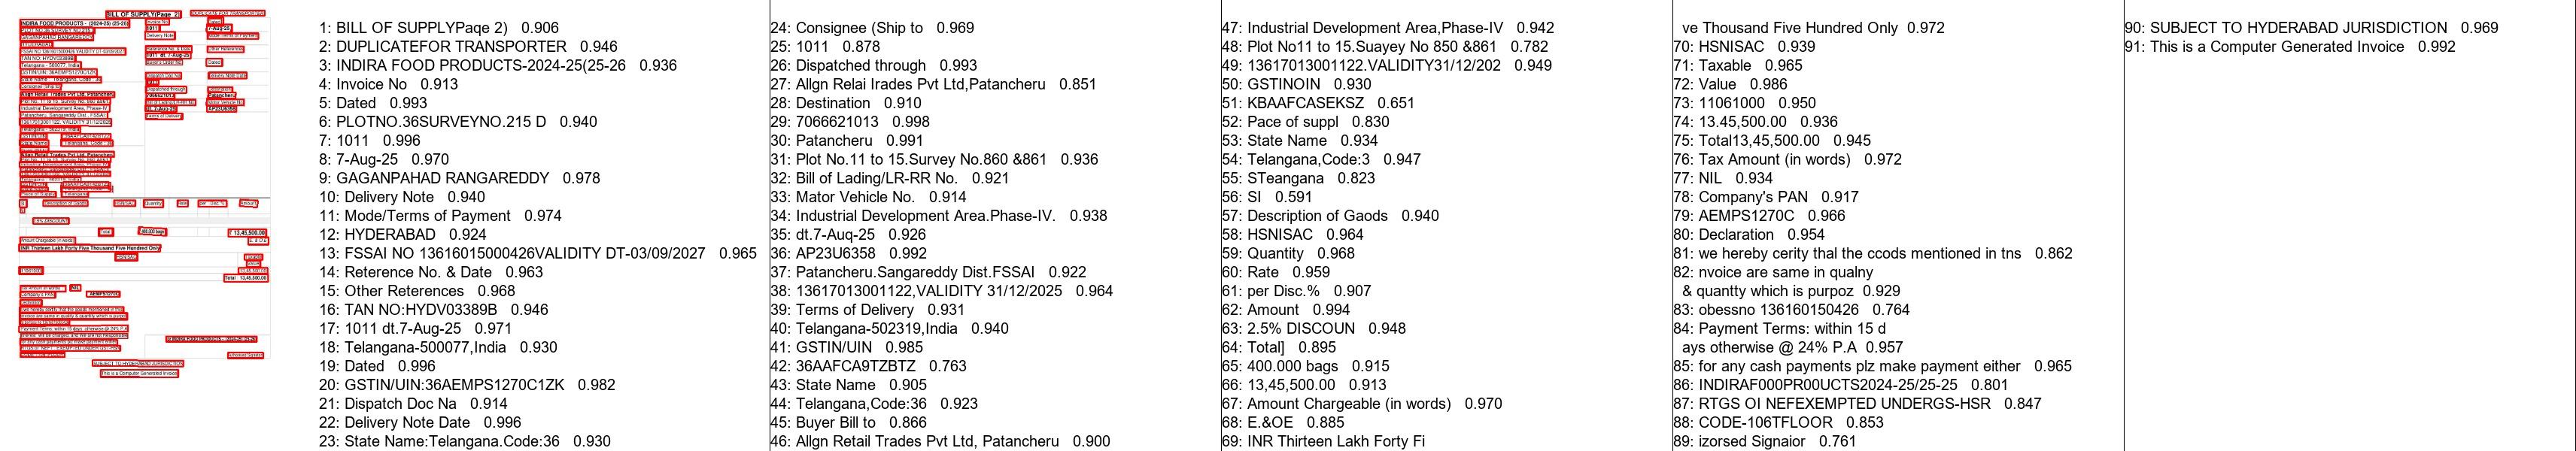 1: BILL OF SUPPLYPaqe 2) 0.906
2: DUPLICATEFOR TRANSPORTER 0.946
3: INDIRA FOOD PRODUCTS-2024-25(25-26 0.936
4: Invoice No 0.913
5: Dated 0.993
6: PLOTNO.36SURVEYNO.215 D 0.940
7: 1011 0.996
8: 7-Aug-25 0.970
9: GAGANPAHAD RANGAREDDY 0.978
10: Delivery Note 0.940
11: Mode/Terms of Payment 0.974
12: HYDERABAD 0.924
13: FSSAI NO 13616015000426VALIDITY DT-03/09/2027 0.965
14: Reterence No. & Date 0.963
15: Other References 0.968
16: TAN NO:HYDV03389B 0.946
17: 1011 dt.7-Aug-25 0.971
18: Telangana-500077,India 0.930
19: Dated 0.996
20: GSTIN/UIN:36AEMPS1270C1ZK 0.982
21: Dispatch Doc Na 0.914
22: Delivery Note Date 0.996
23: State Name:Telangana.Code:36 0.930
24: Consignee (Ship to 0.969
25: 1011 0.878
26: Dispatched through 0.993
27: Allgn Relai Irades Pvt Ltd,Patancheru 0.851
28: Destination 0.910
29: 7066621013 0.998
30: Patancheru 0.991
31: Plot No.11 to 15.Survey No.860 &861 0.936
32: Bill of Lading/LR-RR No. 0.921
33: Mator Vehicle No. 0.914
34: Industrial Development Area.Phase-IV. 0.938
35: dt.7-Auq-25 0.926
36: AP23U6358 0.992
37: Patancheru.Sangareddy Dist.FSSAI 0.922
38: 13617013001122,VALIDITY 31/12/2025 0.964
39: Terms of Delivery 0.931
40: Telangana-502319,India 0.940
41: GSTIN/UIN 0.985
42: 36AAFCA9TZBTZ 0.763
43: State Name 0.905
44: Telangana,Code:36 0.923
45: Buyer Bill to 0.866
46: Allgn Retail Trades Pvt Ltd, Patancheru 0.900
47: Industrial Development Area,Phase-IV 0.942
48: Plot No11 to 15.Suayey No 850 &861 0.782
49: 13617013001122.VALIDITY31/12/202 0.949
50: GSTINOIN 0.930
51: KBAAFCASEKSZ 0.651
52: Pace of suppl 0.830
53: State Name 0.934
54: Telangana,Code:3 0.947
55: STeangana 0.823
56: SI 0.591
57: Description of Gaods 0.940
58: HSNISAC 0.964
59: Quantity 0.968
60: Rate 0.959
61: per Disc.% 0.907
62: Amount 0.994
63: 2.5% DISCOUN 0.948
64: Total] 0.895
65: 400.000 bags 0.915
66: 13,45,500.00 0.913
67: Amount Chargeable (in words) 0.970
68: E.&OE 0.885
69: INR Thirteen Lakh Forty Fi
ve Thousand Five Hundred Only 0.972
70: HSNISAC 0.939
71: Taxable 0.965
72: Value 0.986
73: 11061000 0.950
74: 13.45,500.00 0.936
75: Total13,45,500.00 0.945
76: Tax Amount (in words) 0.972
77: NIL 0.934
78: Company's PAN 0.917
79: AEMPS1270C 0.966
80: Declaration 0.954
81: we hereby cerity thal the ccods mentioned in tns 0.862
82: nvoice are same in qualny
& quantty which is purpoz 0.929
83: obessno 136160150426 0.764
84: Payment Terms: within 15 d
ays otherwise @ 24% P.A 0.957
85: for any cash payments plz make payment either 0.965
86: INDIRAF000PR00UCTS2024-25/25-25 0.801
87: RTGS OI NEFEXEMPTED UNDERGS-HSR 0.847
88: CODE-106TFLOOR 0.853
89: izorsed Signaior 0.761
90: SUBJECT TO HYDERABAD JURISDICTION 0.969
91: This is a Computer Generated Invoice 0.992